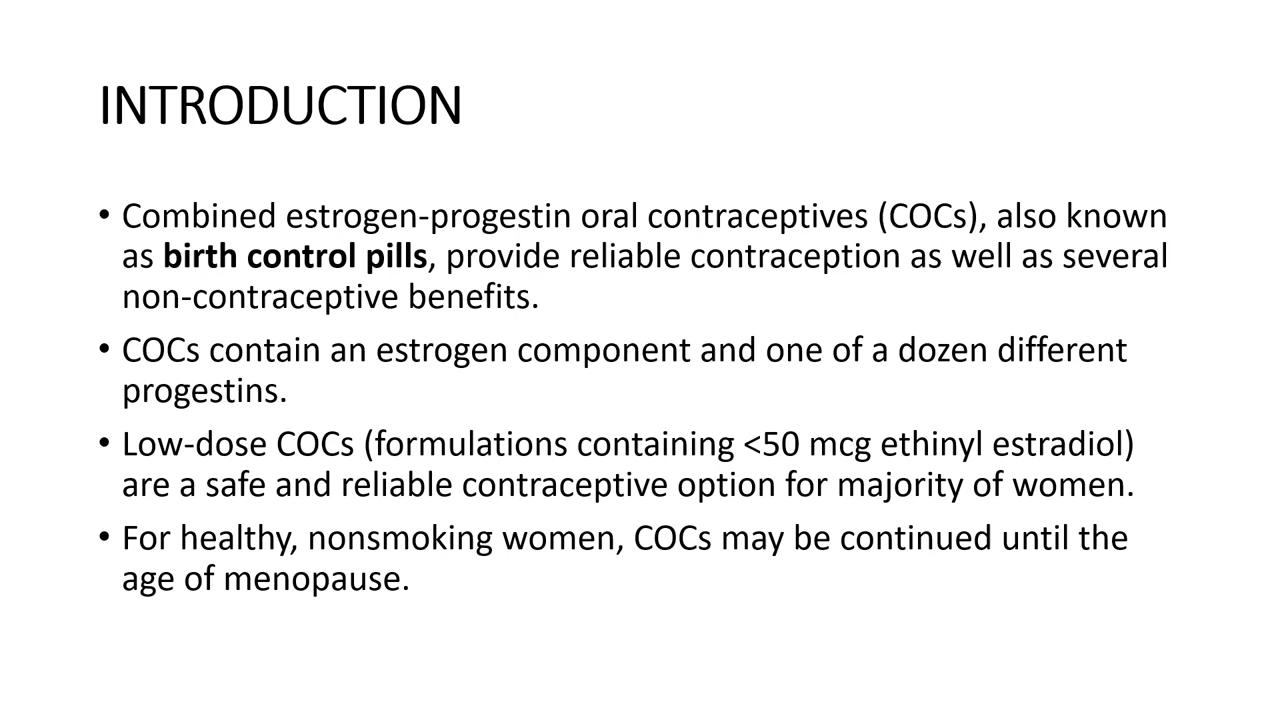 INTRODUCTION
• Combined estrogen-progestin oral contraceptives (COCs), also known
as birth control pills, provide reliable contraception as well as several
non-contraceptive benefits.
• COCs contain an estrogen component and one of a dozen different
progestins.
• Low-dose COCs (formulations containing <50 mcg ethinyl estradiol)
are a safe and reliable contraceptive option for majority of women.
• For healthy, nonsmoking women, COCs may be continued until the
age of menopause.